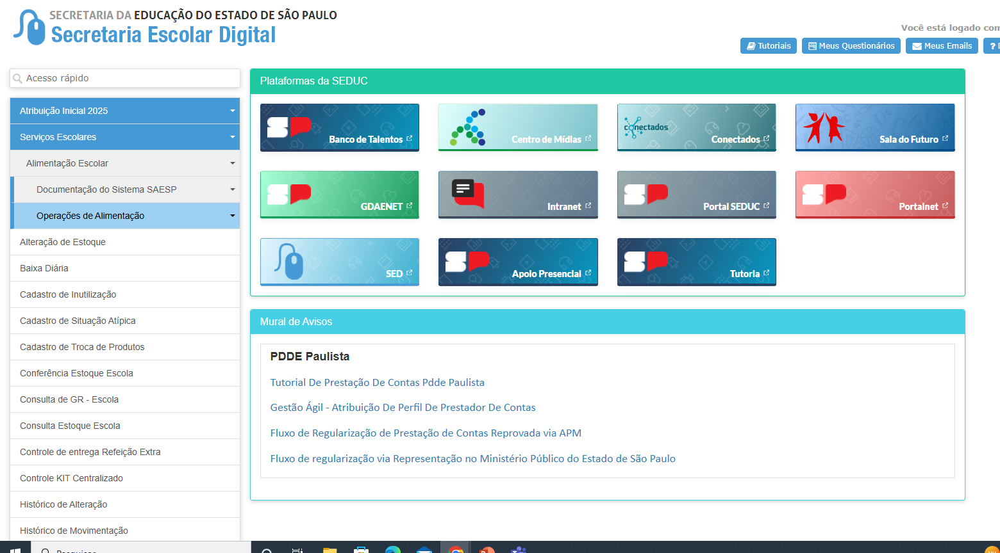 SECRETARIA DA EDUCAÇÃO DO ESTADO DE SÃO PAULO
Secretaria Escolar Digital
Você está logado com
Tutoriais
Meus Questionários
Meus Emails
?
Acesso rápido
Atribuição Inicial 2025
Serviços Escolares
Alimentação Escolar
Documentação do Sistema SAESP
Operações de Alimentação
Alteração de Estoque
Baixa Diária
Cadastro de Inutilização
Cadastro de Situação Atípica
Cadastro de Troca de Produtos
Conferência Estoque Escola
Consulta de GR - Escola
Consulta Estoque Escola
Controle de entrega Refeição Extra
Controle KIT Centralizado
Histórico de Alteração
Histórico de Movimentação
Plataformas da SEDUC
SP
Banco de Talentos
Centro de Mídias
conectados
Conectados
Sala do Futuro
SP
GDAENET
Intranet
SP
Portal SEDUC
SP
Portalnet
SED
SP
Apoio Presencial
SP
Tutoria
Mural de Avisos
PDDE Paulista
Tutorial De Prestação De Contas Pdde Paulista
Gestão Ágil - Atribuição De Perfil De Prestador De Contas
Fluxo de Regularização de Prestação de Contas Reprovada via APM
Fluxo de regularização via Representação no Ministério Público do Estado de São Paulo